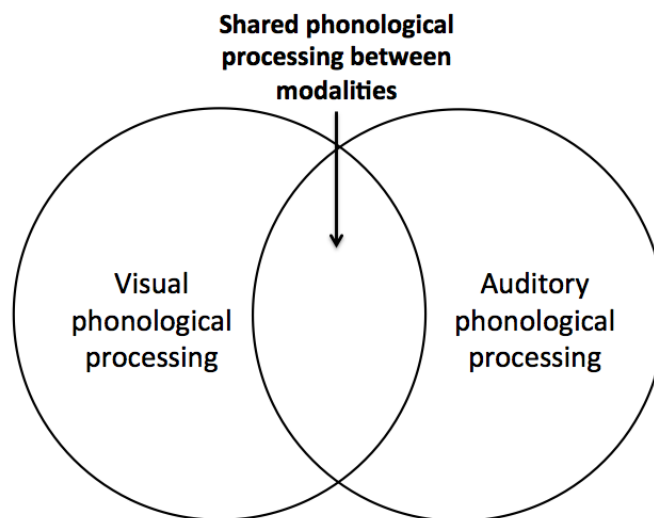 Shared phonological
processing between
modalities
Visual
phonological
processing
Auditory
phonological
processing